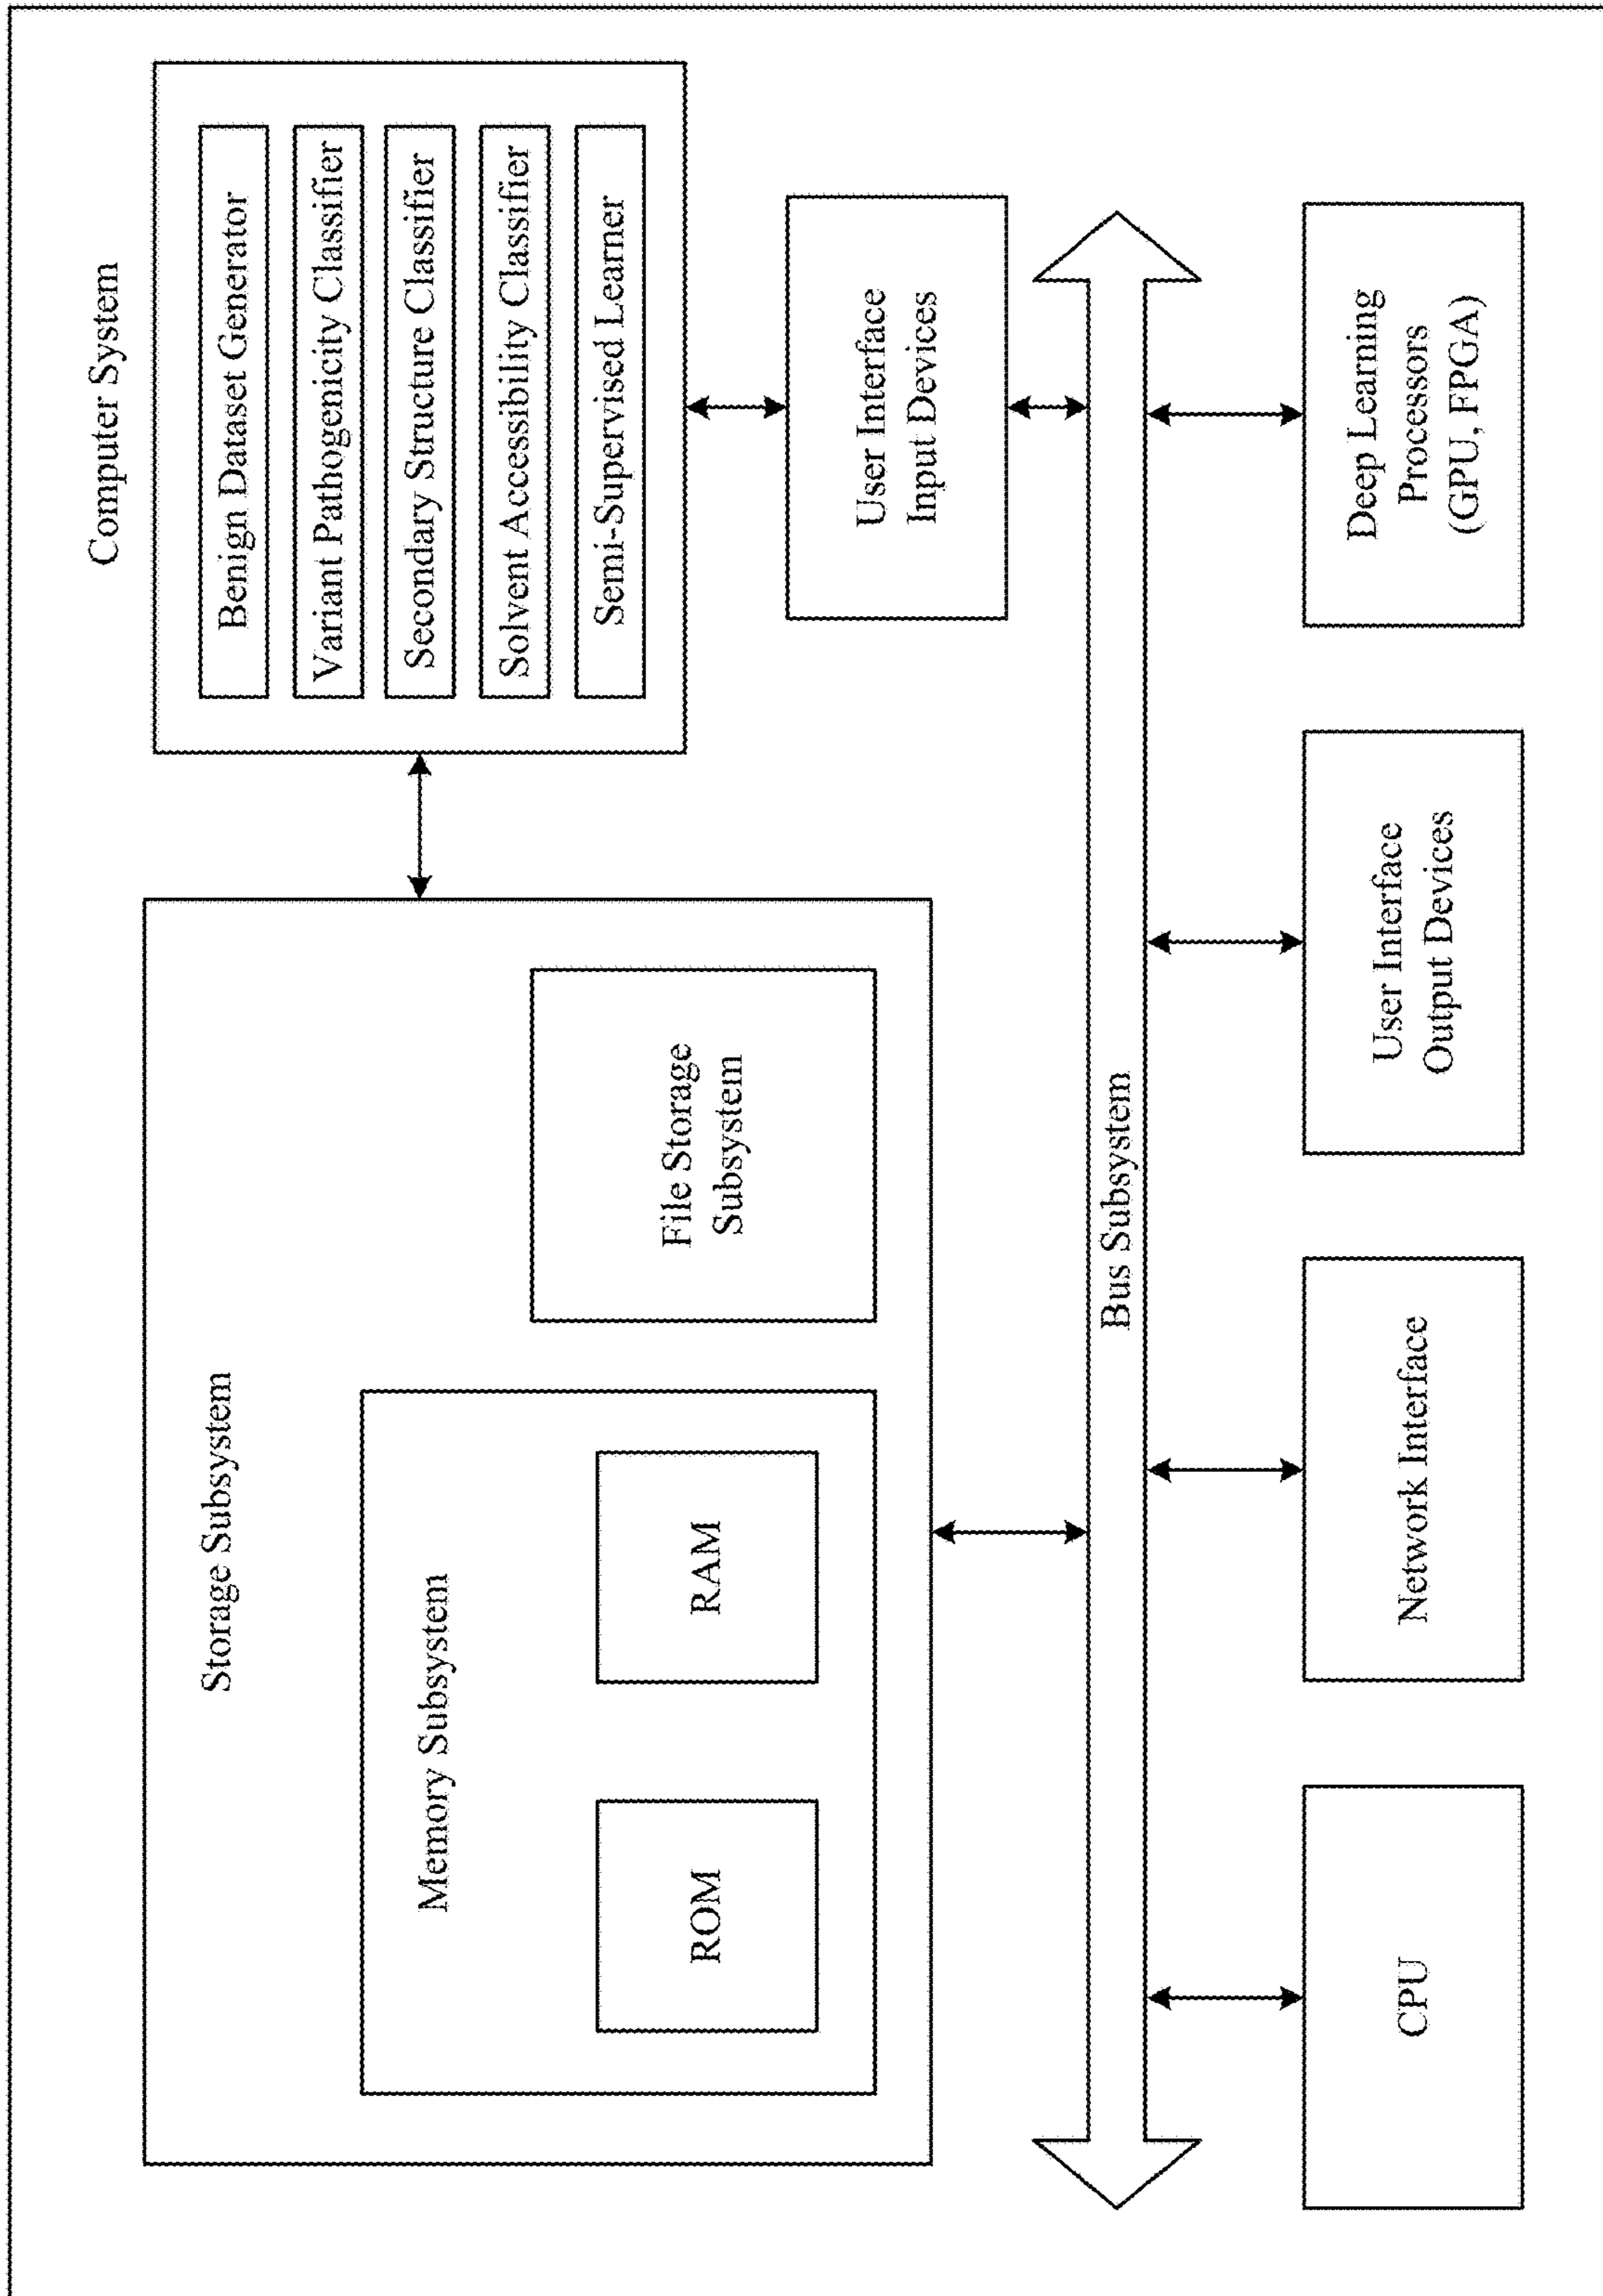 Computer System
Storage Subsystem
Benign Dataset Generator
Variant Pathogenicity Classifier
Secondary Structure Classifier
Solvent Accessibility Classifier
Semi-Supervised Learner
Memory Subsystem
ROM
RAM
File Storage
Subsystem
User Interface
Input Devices
Bus Subsystem
CPU
Network Interface
User Interface
Output Devices
Deep Learning
Processors
(GPU, FPGA)